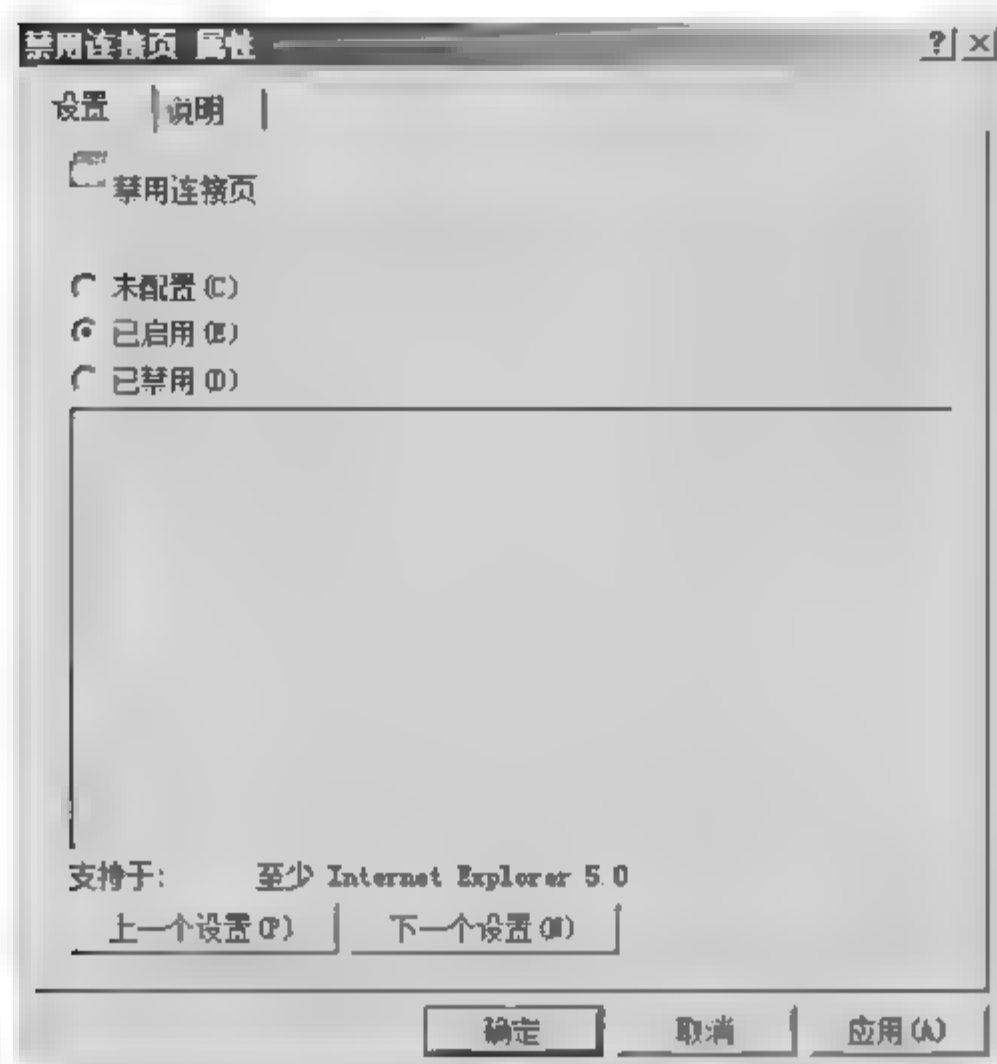 禁用连接页 属性
设置 说明
禁用连接页
未配置(C)
已启用(E)
已禁用(D)
支持于: 至少 Internet Explorer 5.0
上一个设置(P) 下一个设置(N)
确定 取消 应用(A)